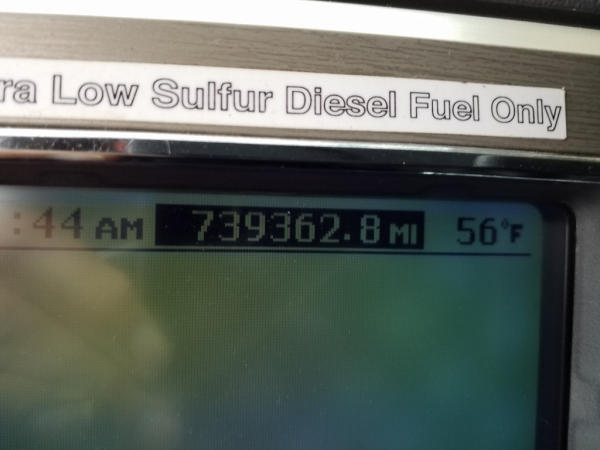 ra Low Sulfur Diesel Fuel Only
:44 AM 739362.8 MI 56°F